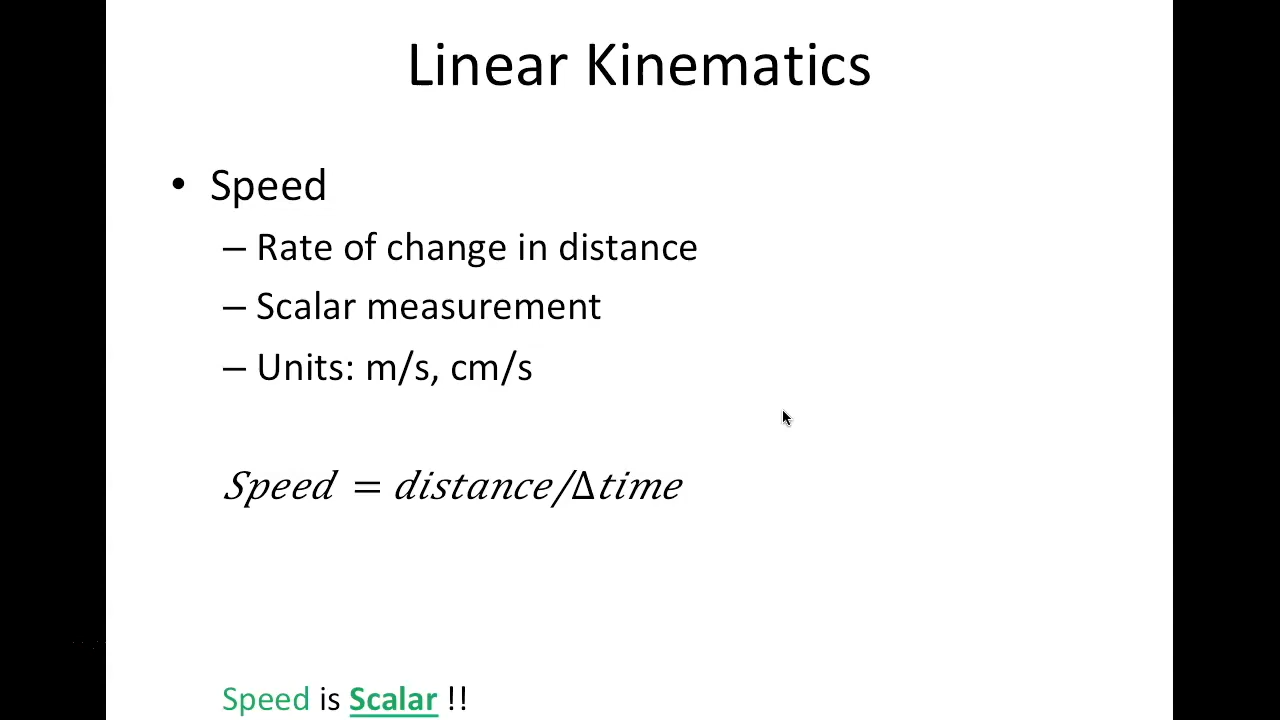 Linear Kinematics
• Speed
– Rate of change in distance
– Scalar measurement
– Units: m/s, cm/s
Speed = distance/Δtime
Speed is Scalar !!